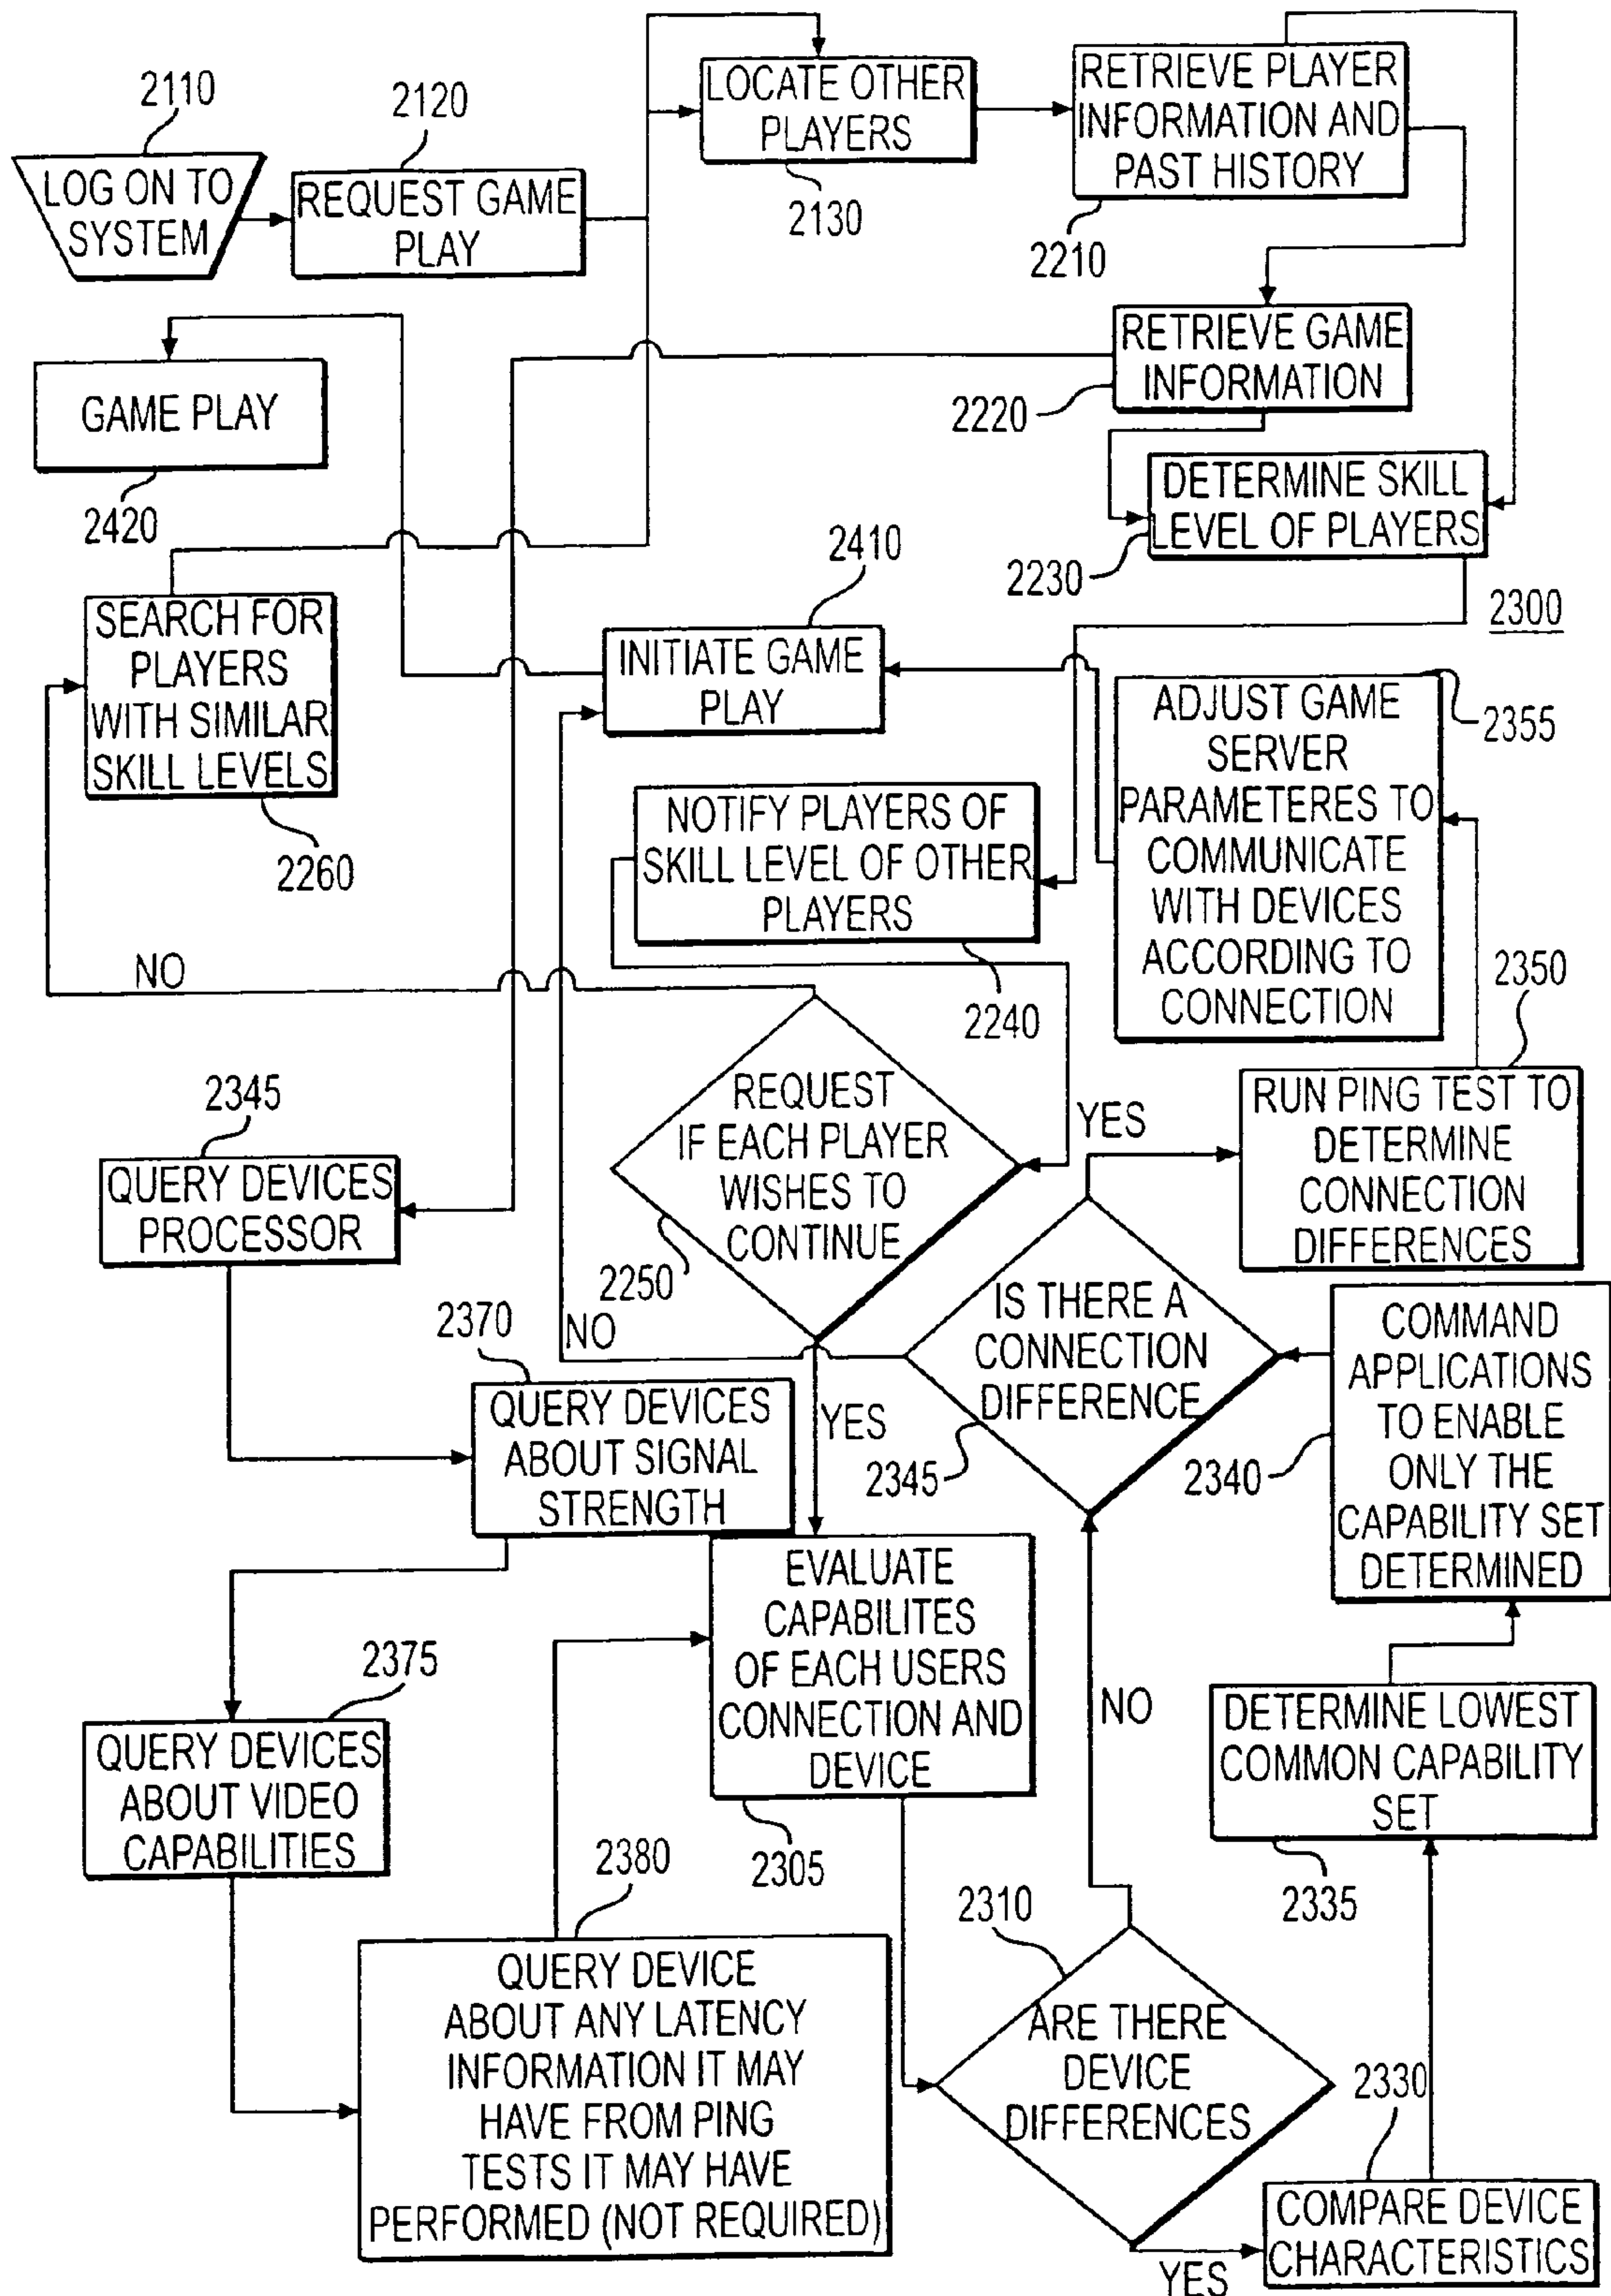 2110
LOG ON TO
SYSTEM
2120
REQUEST GAME
PLAY
LOCATE OTHER
PLAYERS
2130
RETRIEVE PLAYER
INFORMATION AND
PAST HISTORY
2210
RETRIEVE GAME
INFORMATION
2220
GAME PLAY
2420
DETERMINE SKILL
LEVEL OF PLAYERS
2230
2300
SEARCH FOR
PLAYERS
WITH SIMILAR
SKILL LEVELS
2260
2410
INITIATE GAME
PLAY
ADJUST GAME
SERVER
PARAMETERES TO
COMMUNICATE
WITH DEVICES
ACCORDING TO
CONNECTION
2355
NOTIFY PLAYERS OF
SKILL LEVEL OF OTHER
PLAYERS
2240
NO
REQUEST
IF EACH PLAYER
WISHES TO
CONTINUE
2250
2350
RUN PING TEST TO
DETERMINE
CONNECTION
DIFFERENCES
YES
2345
QUERY DEVICES
PROCESSOR
NO
IS THERE A
CONNECTION
DIFFERENCE
2345
COMMAND
APPLICATIONS
TO ENABLE
ONLY THE
CAPABILITY SET
DETERMINED
2340
2370
QUERY DEVICES
ABOUT SIGNAL
STRENGTH
YES
EVALUATE
CAPABILITES
OF EACH USERS
CONNECTION AND
DEVICE
2305
2375
QUERY DEVICES
ABOUT VIDEO
CAPABILITIES
NO
DETERMINE LOWEST
COMMON CAPABILITY
SET
2335
2380
QUERY DEVICE
ABOUT ANY LATENCY
INFORMATION IT MAY
HAVE FROM PING
TESTS IT MAY HAVE
PERFORMED (NOT REQUIRED)
2310
ARE THERE
DEVICE
DIFFERENCES
2330
YES
COMPARE DEVICE
CHARACTERISTICS